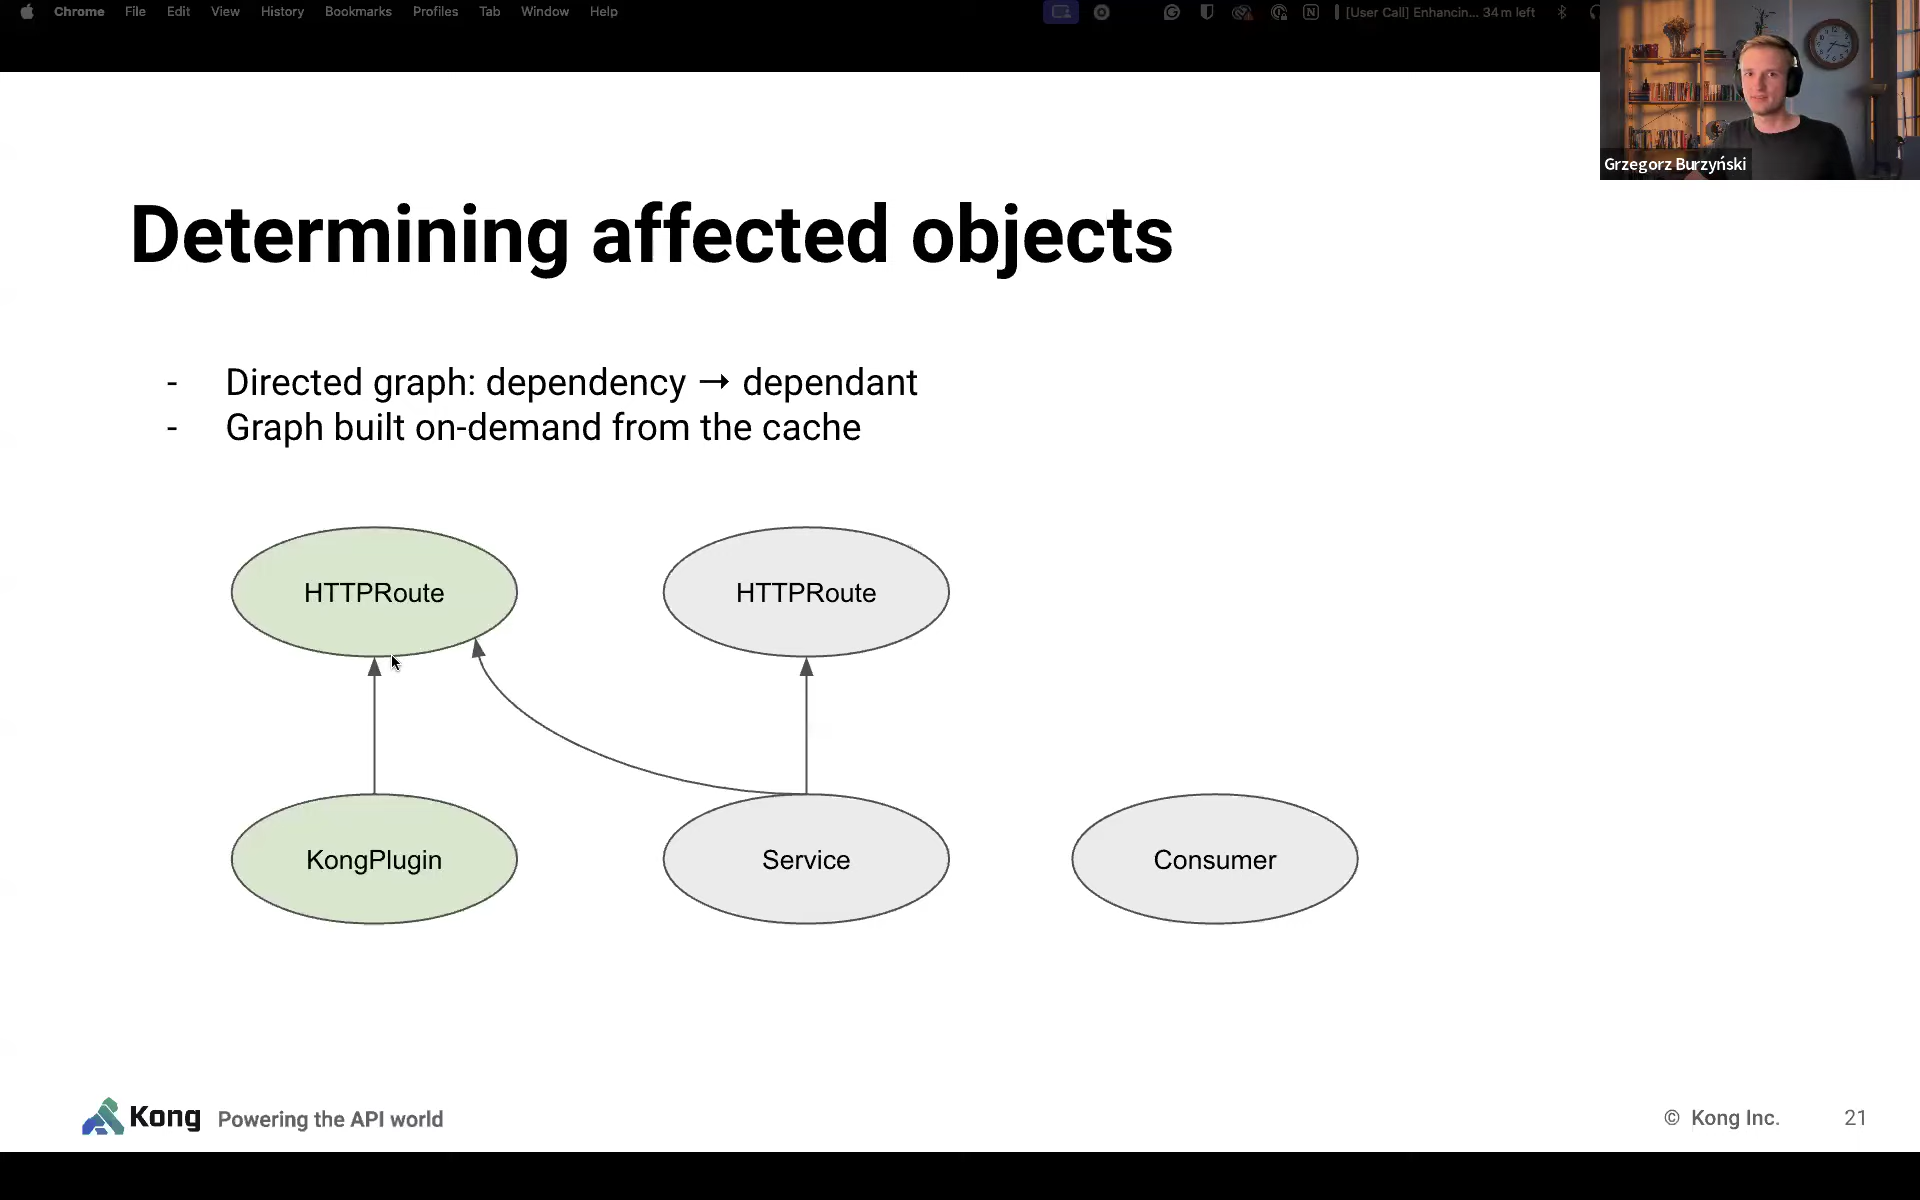 Chrome File Edit View History Bookmarks Profiles Tab Window Help
[User Call] Enhancin... 34 m left
Grzegorz Burzyński
Determining affected objects
- Directed graph: dependency → dependant
- Graph built on-demand from the cache
HTTPRoute
HTTPRoute
KongPlugin
Service
Consumer
Kong Powering the API world
© Kong Inc. 21